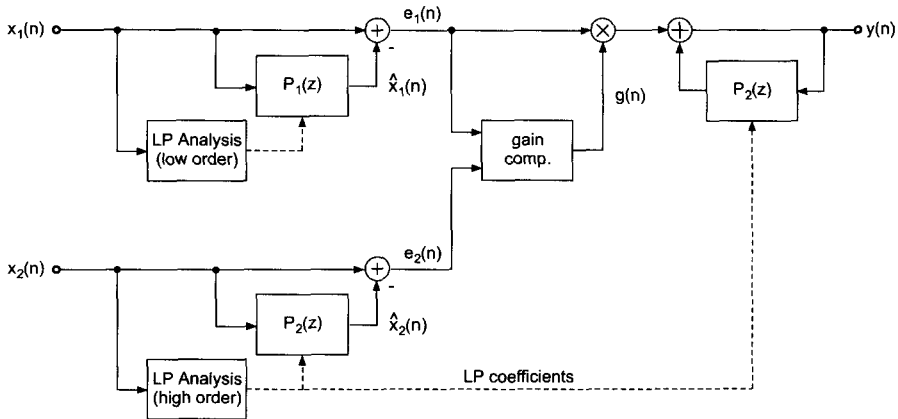 x₁(n)
e₁(n)
y(n)
-
P₁(z)
x̂₁(n)
g(n)
P₂(z)
LP Analysis
(low order)
gain
comp.
x₂(n)
e₂(n)
-
P₂(z)
x̂₂(n)
LP Analysis
(high order)
LP coefficients